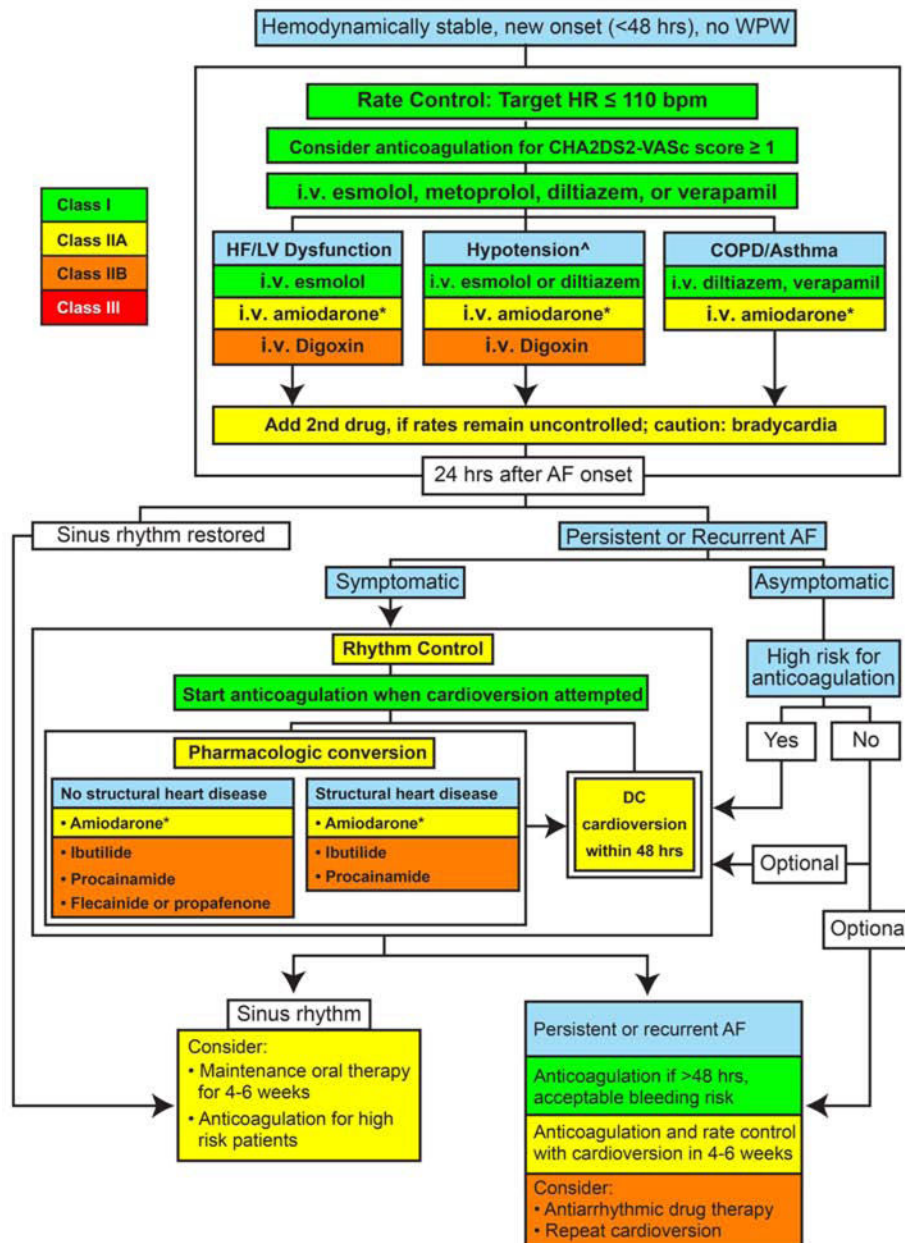 Hemodynamically stable, new onset (<48 hrs), no WPW
Rate Control: Target HR ≤ 110 bpm
Consider anticoagulation for CHA2DS2-VASc score ≥ 1
i.v. esmolol, metoprolol, diltiazem, or verapamil
Class I
Class IIA
Class IIB
Class III
HF/LV Dysfunction
i.v. esmolol
i.v. amiodarone*
i.v. Digoxin
Hypotension^
i.v. esmolol or diltiazem
i.v. amiodarone*
i.v. Digoxin
COPD/Asthma
i.v. diltiazem, verapamil
i.v. amiodarone*
Add 2nd drug, if rates remain uncontrolled; caution: bradycardia
24 hrs after AF onset
Sinus rhythm restored
Persistent or Recurrent AF
Symptomatic
Asymptomatic
Rhythm Control
Start anticoagulation when cardioversion attempted
High risk for
anticoagulation
Yes
No
Pharmacologic conversion
No structural heart disease
• Amiodarone*
• Ibutilide
• Procainamide
• Flecainide or propafenone
Structural heart disease
• Amiodarone*
• Ibutilide
• Procainamide
DC
cardioversion
within 48 hrs
Optional
Optional
Sinus rhythm
Consider:
• Maintenance oral therapy
for 4-6 weeks
• Anticoagulation for high
risk patients
Persistent or recurrent AF
Anticoagulation if >48 hrs,
acceptable bleeding risk
Anticoagulation and rate control
with cardioversion in 4-6 weeks
Consider:
• Antiarrhythmic drug therapy
• Repeat cardioversion